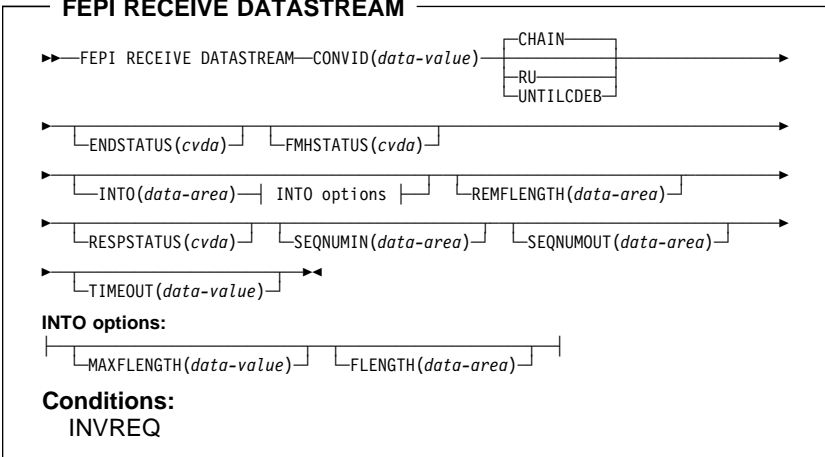 FEPI RECEIVE DATASTREAM
CHAIN
FEPI RECEIVE DATASTREAM CONVID(data-value)
RU
UNTILCDEB
ENDSTATUS(cvda) FMHSTATUS(cvda)
INTO(data-area) INTO options REMFLENGTH(data-area)
RESPSTATUS(cvda) SEQNUMIN(data-area) SEQNUMOUT(data-area)
TIMEOUT(data-value)
INTO options:
MAXFLENGTH(data-value) FLENGTH(data-area)
Conditions:
INVREQ